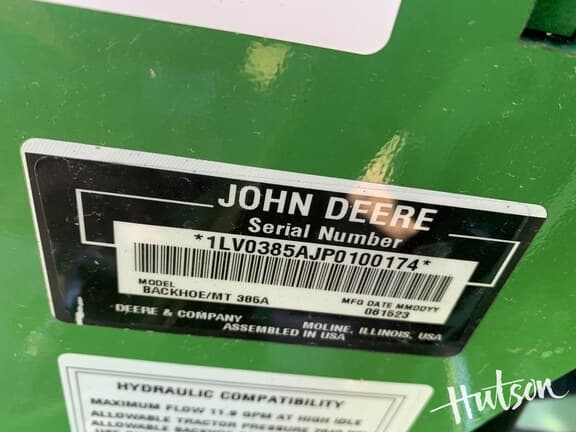 JOHN DEERE
Serial Number
*1LV0385AJP0100174*
MODEL
BACKHOE/MT 385A
MFG DATE MMDDYY
061523
DEERE & COMPANY
MOLINE, ILLINOIS, USA
ASSEMBLED IN USA
HYDRAULIC COMPATIBILITY
MAXIMUM FLOW 11.9 GPM AT HIGH IDLE
ALLOWABLE TRACTOR PRESSURE
ALLOWABLE
Hutson